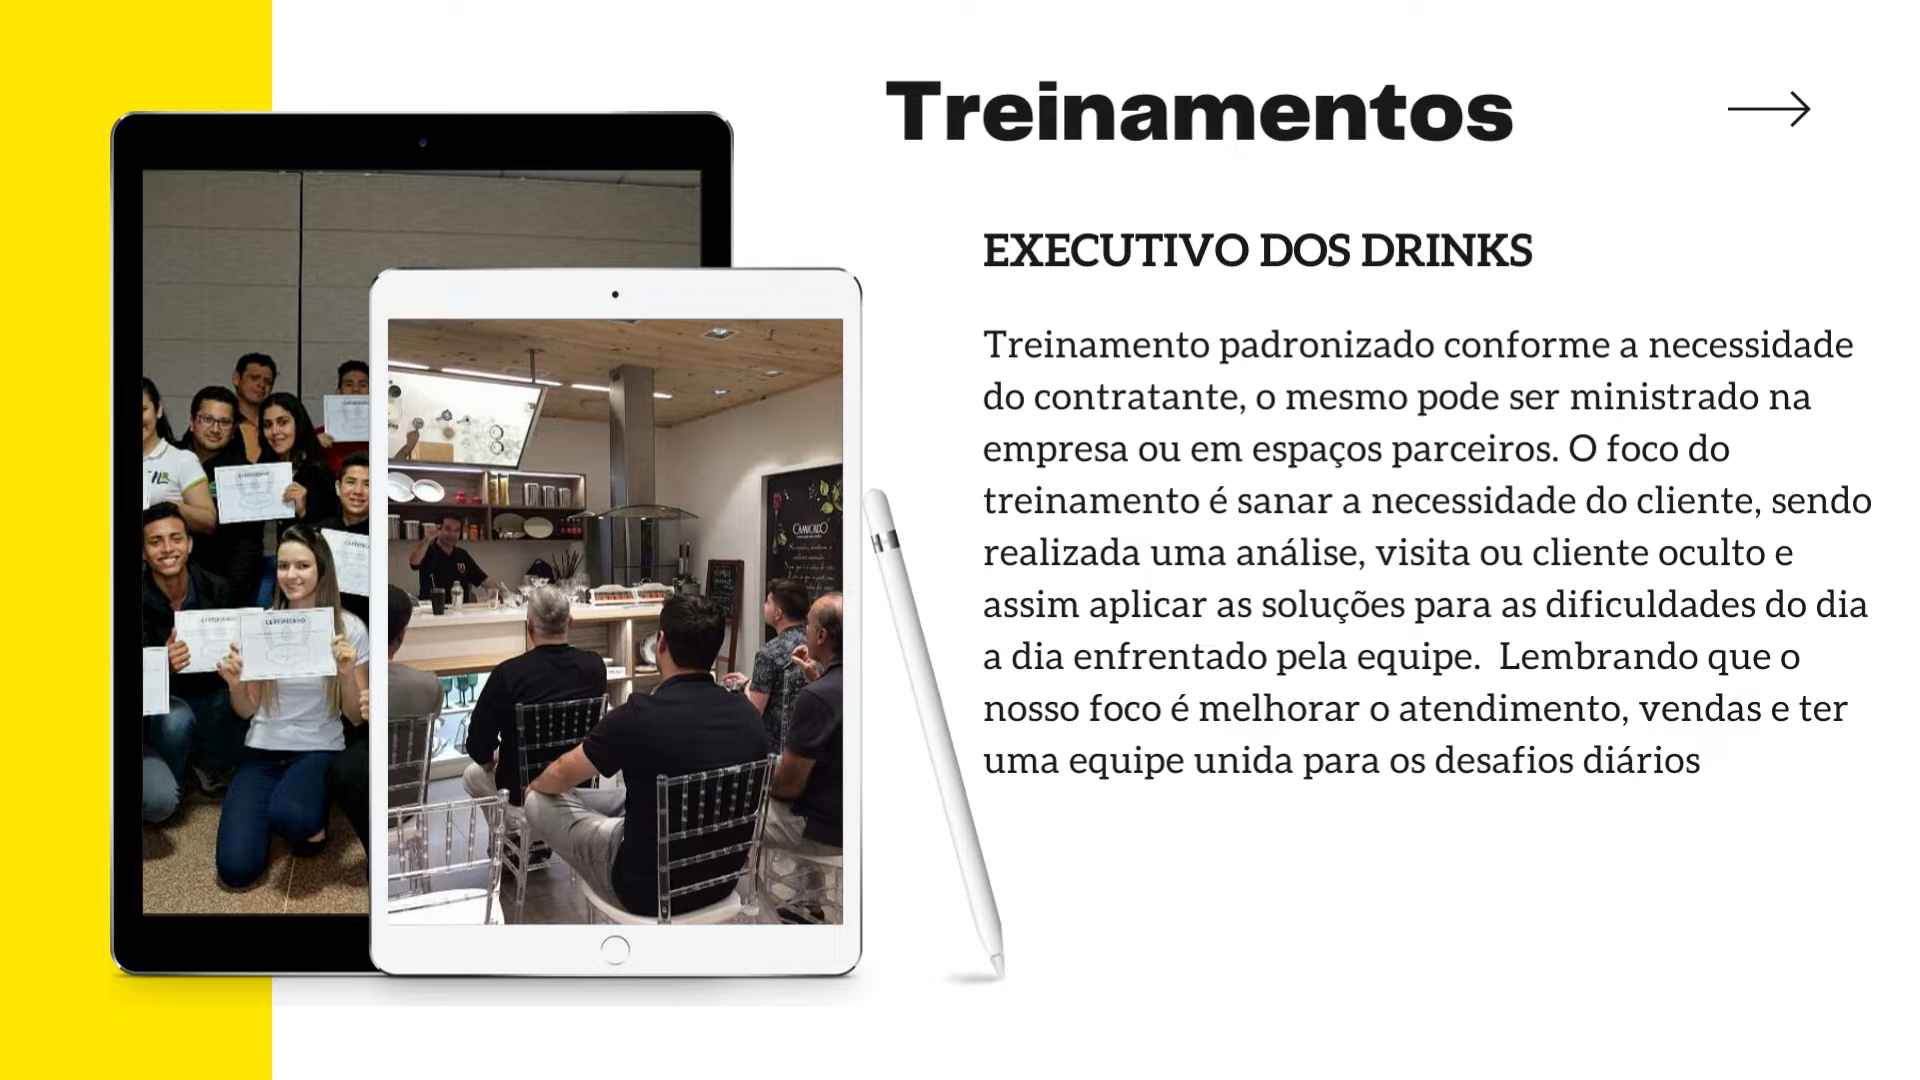 Treinamentos
EXECUTIVO DOS DRINKS
Treinamento padronizado conforme a necessidade
do contratante, o mesmo pode ser ministrado na
empresa ou em espaços parceiros. O foco do
treinamento é sanar a necessidade do cliente, sendo
realizada uma análise, visita ou cliente oculto e
assim aplicar as soluções para as dificuldades do dia
a dia enfrentado pela equipe.  Lembrando que o
nosso foco é melhorar o atendimento, vendas e ter
uma equipe unida para os desafios diários
CERTIFICADO
CAMICADO